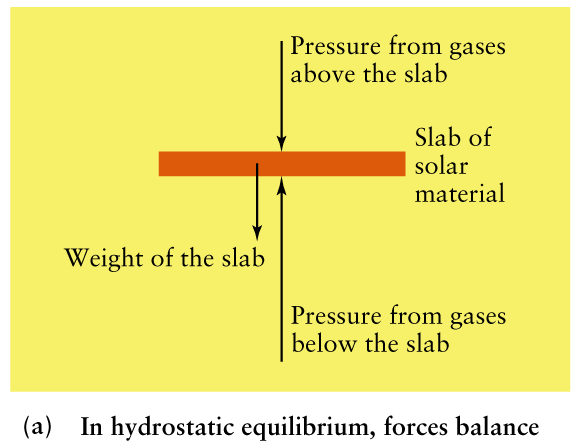 Pressure from gases
above the slab
Slab of
solar
material
Weight of the slab
Pressure from gases
below the slab
(a) In hydrostatic equilibrium, forces balance